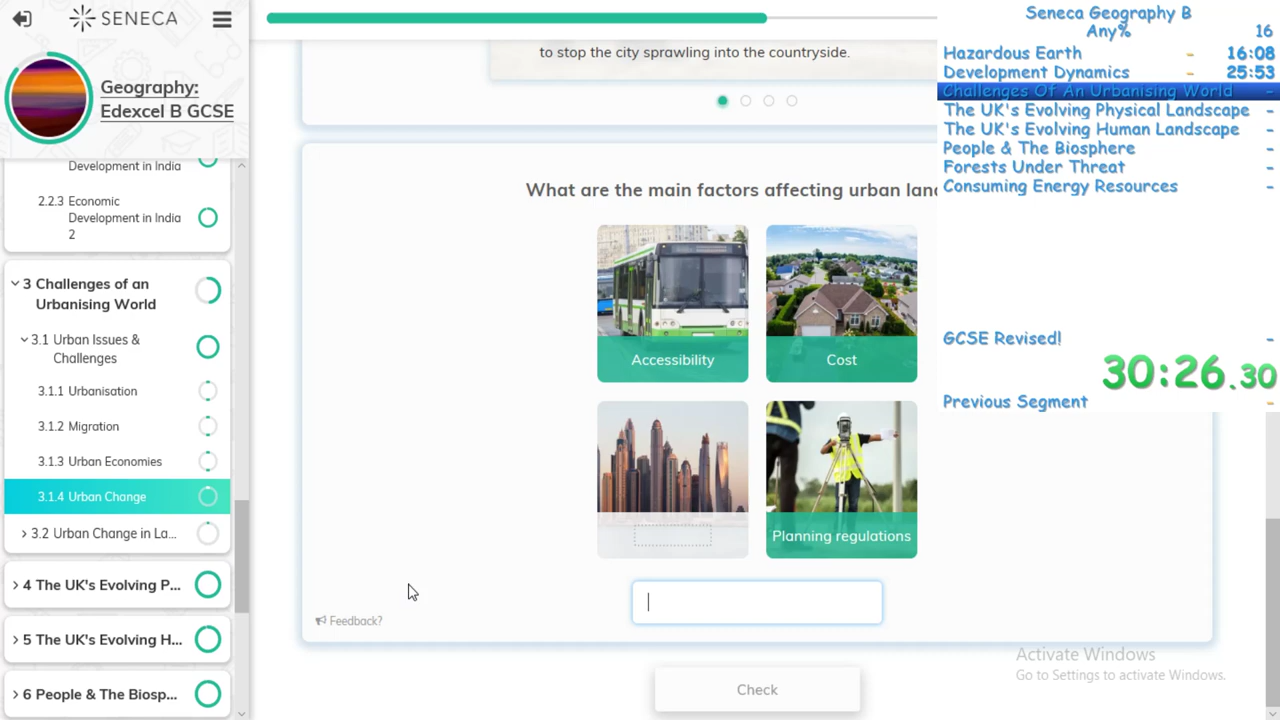 SENECA
Geography:
Edexcel B GCSE
Development in India
2.2.3 Economic
Development in India
2
3 Challenges of an
Urbanising World
3.1 Urban Issues &
Challenges
3.1.1 Urbanisation
3.1.2 Migration
3.1.3 Urban Economies
3.1.4 Urban Change
3.2 Urban Change in La...
4 The UK's Evolving P...
5 The UK's Evolving H...
6 People & The Biosp...
to stop the city sprawling into the countryside.
What are the main factors affecting urban lan
Accessibility
Cost
Planning regulations
Feedback?
Check
Seneca Geography B
Any% 16
Hazardous Earth - 16:08
Development Dynamics - 25:53
Challenges Of An Urbanising World -
The UK's Evolving Physical Landscape -
The UK's Evolving Human Landscape -
People & The Biosphere -
Forests Under Threat -
Consuming Energy Resources -
GCSE Revised! -
30:26.30
Previous Segment -
Activate Windows
Go to Settings to activate Windows.